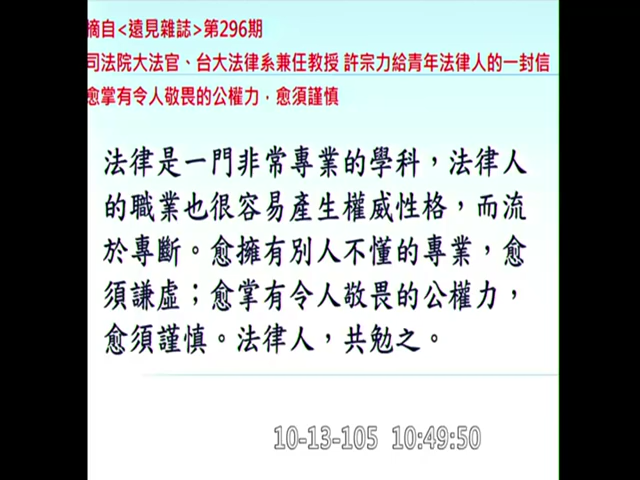 摘自<遠見雜誌>第296期
司法院大法官、台大法律系兼任教授 許宗力給青年法律人的一封信
愈掌有令人敬畏的公權力，愈須謹慎
法律是一門非常專業的學科，法律人
的職業也很容易產生權威性格，而流
於專斷。愈擁有別人不懂的專業，愈
須謙虛；愈掌有令人敬畏的公權力，
愈須謹慎。法律人，共勉之。
10-13-105 10:49:50